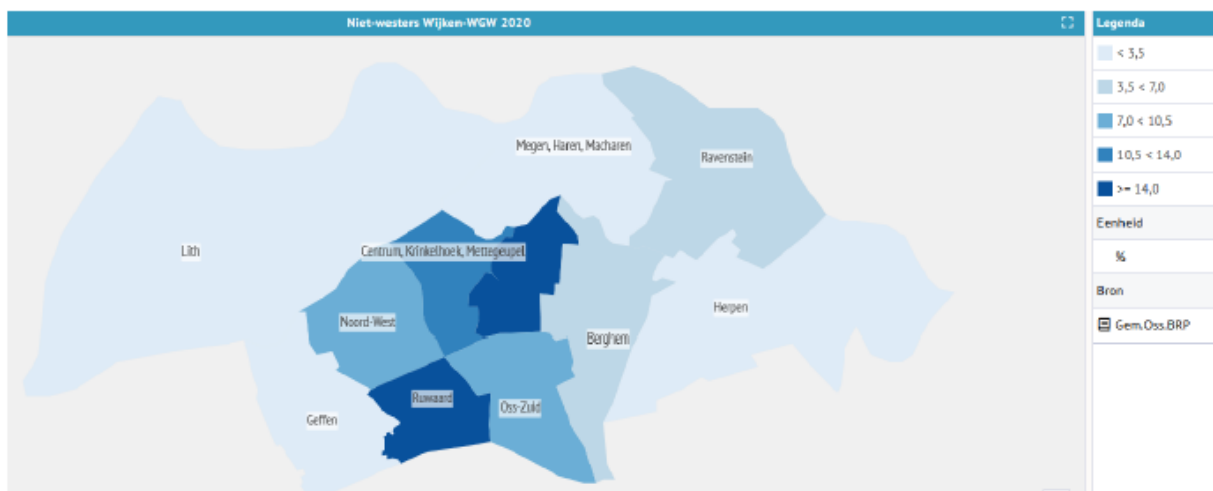 Niet-westers Wijken-WGW 2020
Legenda
< 3,5
3,5 < 7,0
7,0 < 10,5
10,5 < 14,0
>= 14,0
Eenheid
%
Bron
Gem.Oss.BRP
Megen, Haren, Macharen
Ravenstein
Lith
Centrum, Krinkelhoek, Mettegeupel
Herpen
Noord-West
Berghem
Ruwaard
Oss-Zuid
Geffen